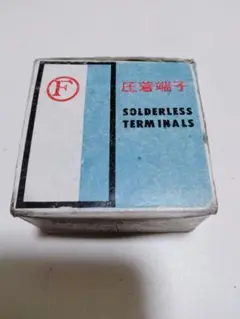 F
圧着端子
SOLDERLESS
TERMINALS